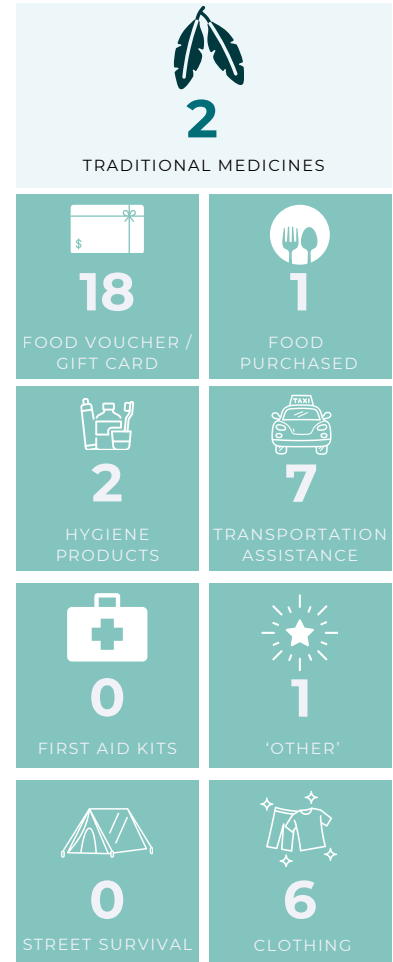 2
TRADITIONAL MEDICINES
$
18
FOOD VOUCHER /
GIFT CARD
1
FOOD
PURCHASED
2
HYGIENE
PRODUCTS
TAXI
7
TRANSPORTATION
ASSISTANCE
0
FIRST AID KITS
1
‘OTHER’
0
STREET SURVIVAL
6
CLOTHING